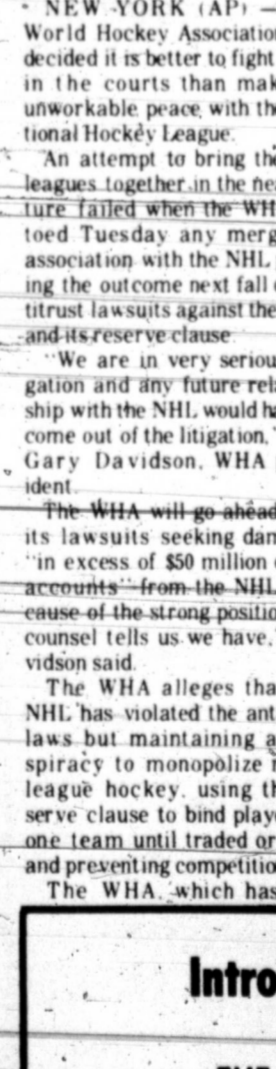 NEW YORK (AP) —
World Hockey Association
decided it is better to fight
in the courts than mak
unworkable peace with th
tional Hockey League.
An attempt to bring the
leagues together in the nea
ture failed when the WH
toed Tuesday any merg
association with the NHL
ing the outcome next fall
titrust lawsuits against the
and its reserve clause.
"We are in very seriou
gation and any future rela
ship with the NHL would ha
come out of the litigation,"
Gary Davidson, WHA
ident.
The WHA will go ahead
its lawsuits seeking dam
"in excess of $50 million
accounts" from the NHL
cause of the strong positio
counsel tells us we have,
vidson said.
The WHA alleges tha
NHL has violated the ant
laws but maintaining a
spiracy to monopolize
league hockey, using th
serve clause to bind playe
one team until traded or
and preventing competitio
The WHA, which has
Intro